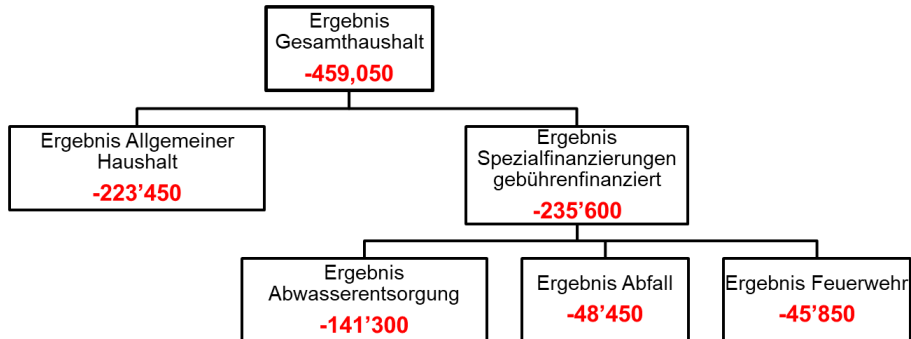 Ergebnis
Gesamthaushalt
-459,050
Ergebnis Allgemeiner
Haushalt
-223’450
Ergebnis
Spezialfinanzierungen
gebührenfinanziert
-235’600
Ergebnis
Abwasserentsorgung
-141’300
Ergebnis Abfall
-48’450
Ergebnis Feuerwehr
-45’850